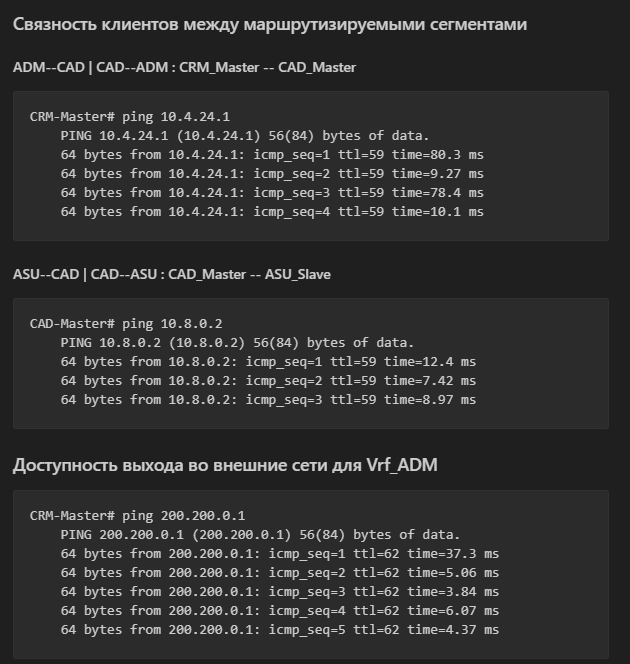 Связность клиентов между маршрутизируемыми сегментами
ADM--CAD | CAD--ADM : CRM_Master -- CAD_Master
CRM-Master# ping 10.4.24.1
PING 10.4.24.1 (10.4.24.1) 56(84) bytes of data.
64 bytes from 10.4.24.1: icmp_seq=1 ttl=59 time=80.3 ms
64 bytes from 10.4.24.1: icmp_seq=2 ttl=59 time=9.27 ms
64 bytes from 10.4.24.1: icmp_seq=3 ttl=59 time=78.4 ms
64 bytes from 10.4.24.1: icmp_seq=4 ttl=59 time=10.1 ms
ASU--CAD | CAD--ASU : CAD_Master -- ASU_Slave
CAD-Master# ping 10.8.0.2
PING 10.8.0.2 (10.8.0.2) 56(84) bytes of data.
64 bytes from 10.8.0.2: icmp_seq=1 ttl=59 time=12.4 ms
64 bytes from 10.8.0.2: icmp_seq=2 ttl=59 time=7.42 ms
64 bytes from 10.8.0.2: icmp_seq=3 ttl=59 time=8.97 ms
Доступность выхода во внешние сети для Vrf_ADM
CRM-Master# ping 200.200.0.1
PING 200.200.0.1 (200.200.0.1) 56(84) bytes of data.
64 bytes from 200.200.0.1: icmp_seq=1 ttl=62 time=37.3 ms
64 bytes from 200.200.0.1: icmp_seq=2 ttl=62 time=5.06 ms
64 bytes from 200.200.0.1: icmp_seq=3 ttl=62 time=3.84 ms
64 bytes from 200.200.0.1: icmp_seq=4 ttl=62 time=6.07 ms
64 bytes from 200.200.0.1: icmp_seq=5 ttl=62 time=4.37 ms